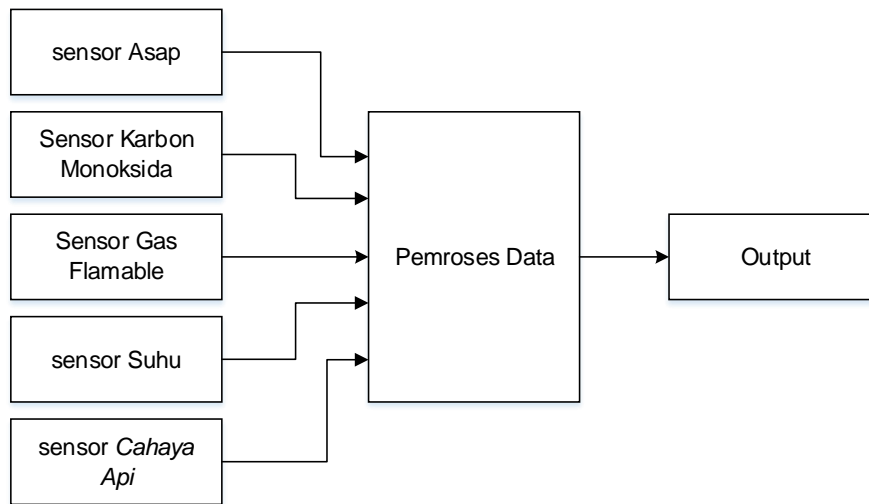 sensor Asap
Sensor Karbon
Monoksida
Sensor Gas
Flamable
sensor Suhu
sensor Cahaya
Api
Pemroses Data
Output